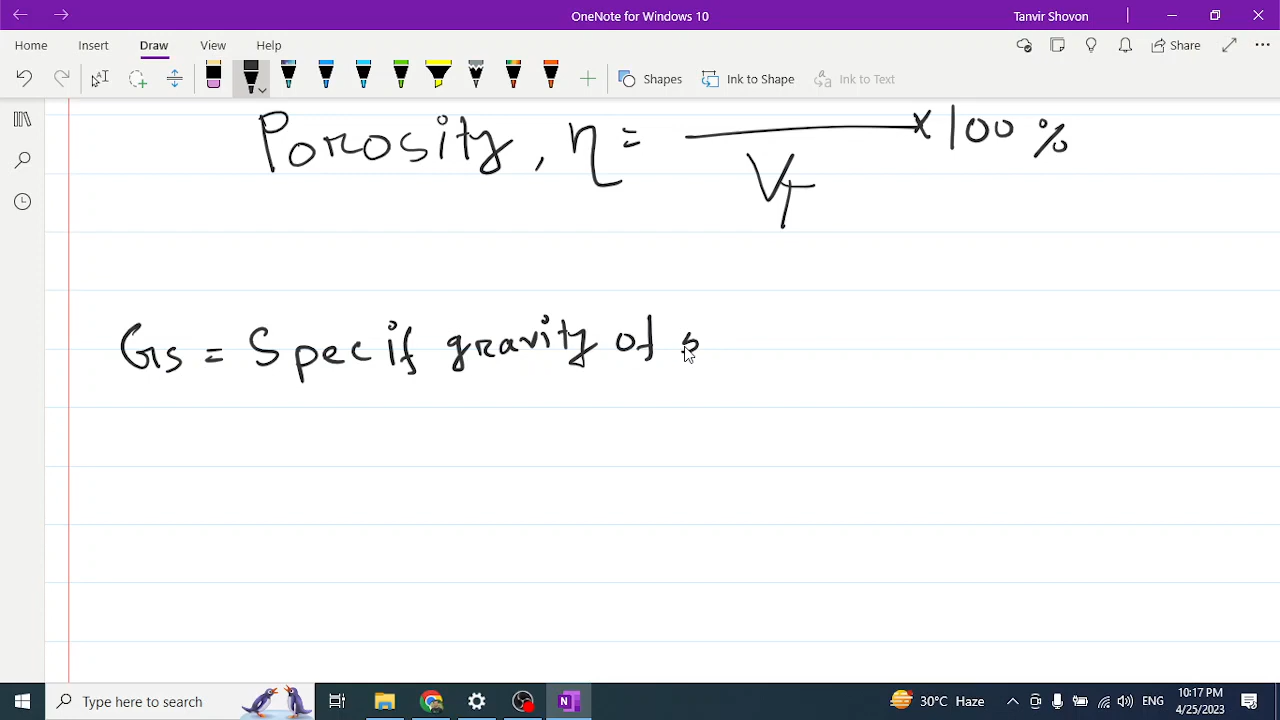 OneNote for Windows 10
Tanvir Shovon
Home Insert Draw View Help
Share
Shapes Ink to Shape Ink to Text
Porosity, η = ×100 %
VT
Gs = Specif gravity of s
Type here to search
30°C Haze
ENG
10:17 PM
4/25/2023